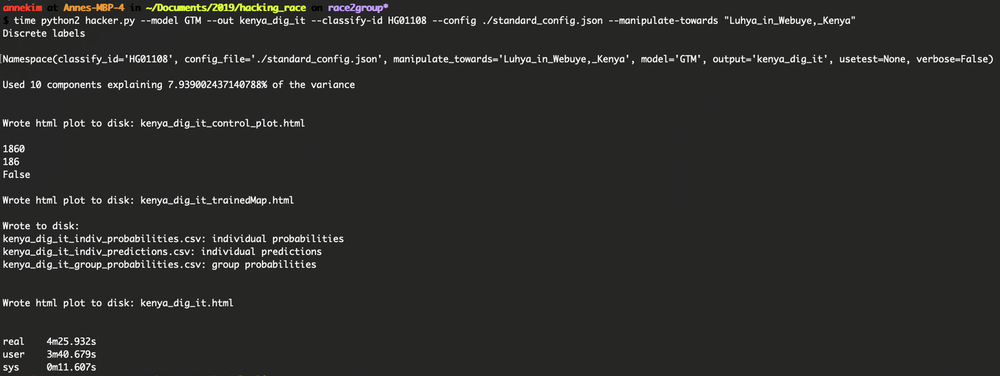 annekim at Annes-MBP-4 in ~/Documents/2019/hacking_race on race2group*
$ time python2 hacker.py --model GTM --out kenya_dig_it --classify-id HG01108 --config ./standard_config.json --manipulate-towards "Luhya_in_Webuye,_Kenya"
Discrete labels
Namespace(classify_id='HG01108', config_file='./standard_config.json', manipulate_towards='Luhya_in_Webuye,_Kenya', model='GTM', output='kenya_dig_it', usetest=None, verbose=False)
Used 10 components explaining 7.939002437140788% of the variance
Wrote html plot to disk: kenya_dig_it_control_plot.html
1860
186
False
Wrote html plot to disk: kenya_dig_it_trainedMap.html
Wrote to disk:
kenya_dig_it_indiv_probabilities.csv: individual probabilities
kenya_dig_it_indiv_predictions.csv: individual predictions
kenya_dig_it_group_probabilities.csv: group probabilities
Wrote html plot to disk: kenya_dig_it.html
real 4m25.932s
user 3m40.679s
sys 0m11.607s